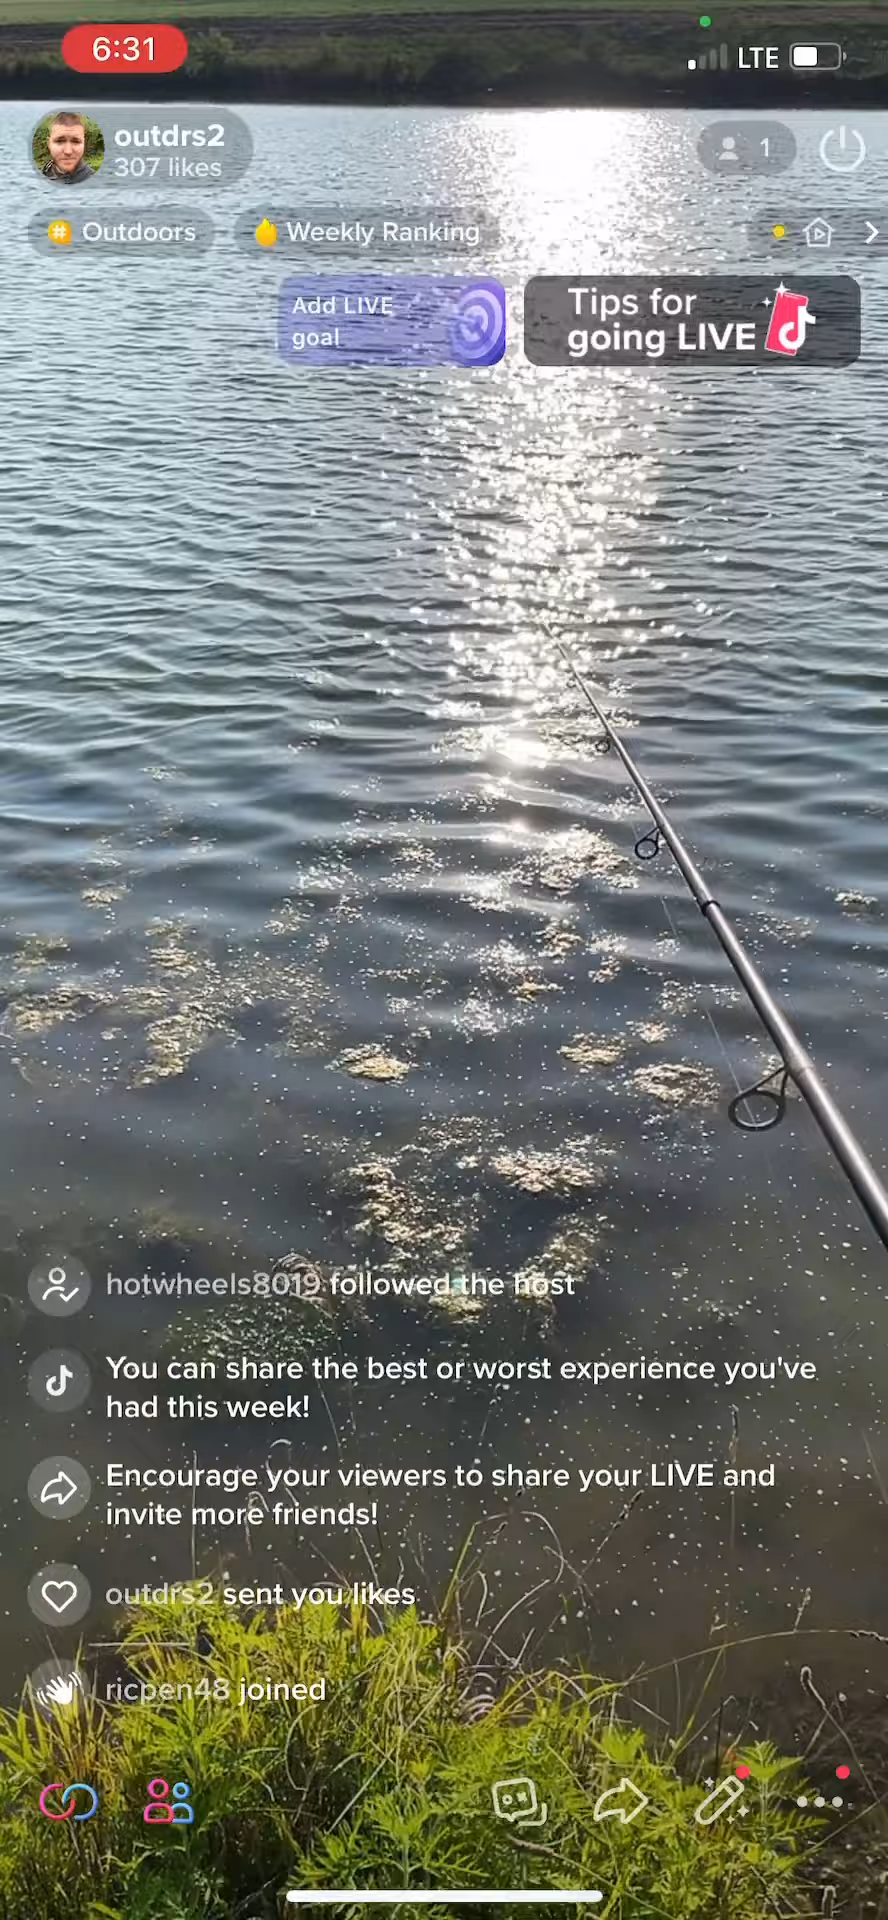 6:31
LTE
outdrs2
307 likes
1
# Outdoors
Weekly Ranking
Add LIVE
goal
Tips for
going LIVE
hotwheels8019 followed the host
You can share the best or worst experience you've
had this week!
Encourage your viewers to share your LIVE and
invite more friends!
outdrs2 sent you likes
ricpen48 joined